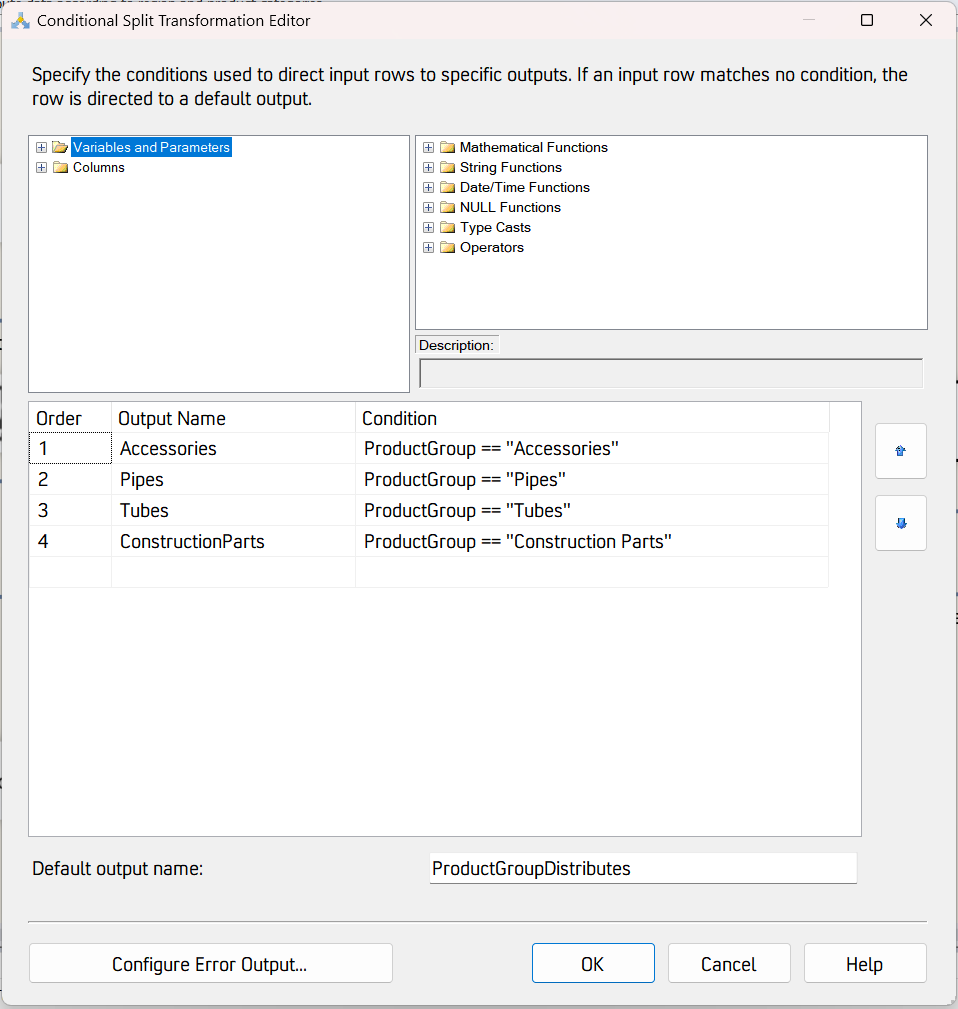 Conditional Split Transformation Editor
Specify the conditions used to direct input rows to specific outputs. If an input row matches no condition, the
row is directed to a default output.
Variables and Parameters
Columns
Mathematical Functions
String Functions
Date/Time Functions
NULL Functions
Type Casts
Operators
Description:
Order Output Name Condition
1 Accessories ProductGroup == "Accessories"
2 Pipes ProductGroup == "Pipes"
3 Tubes ProductGroup == "Tubes"
4 ConstructionParts ProductGroup == "Construction Parts"
Default output name: ProductGroupDistributes
Configure Error Output... OK Cancel Help